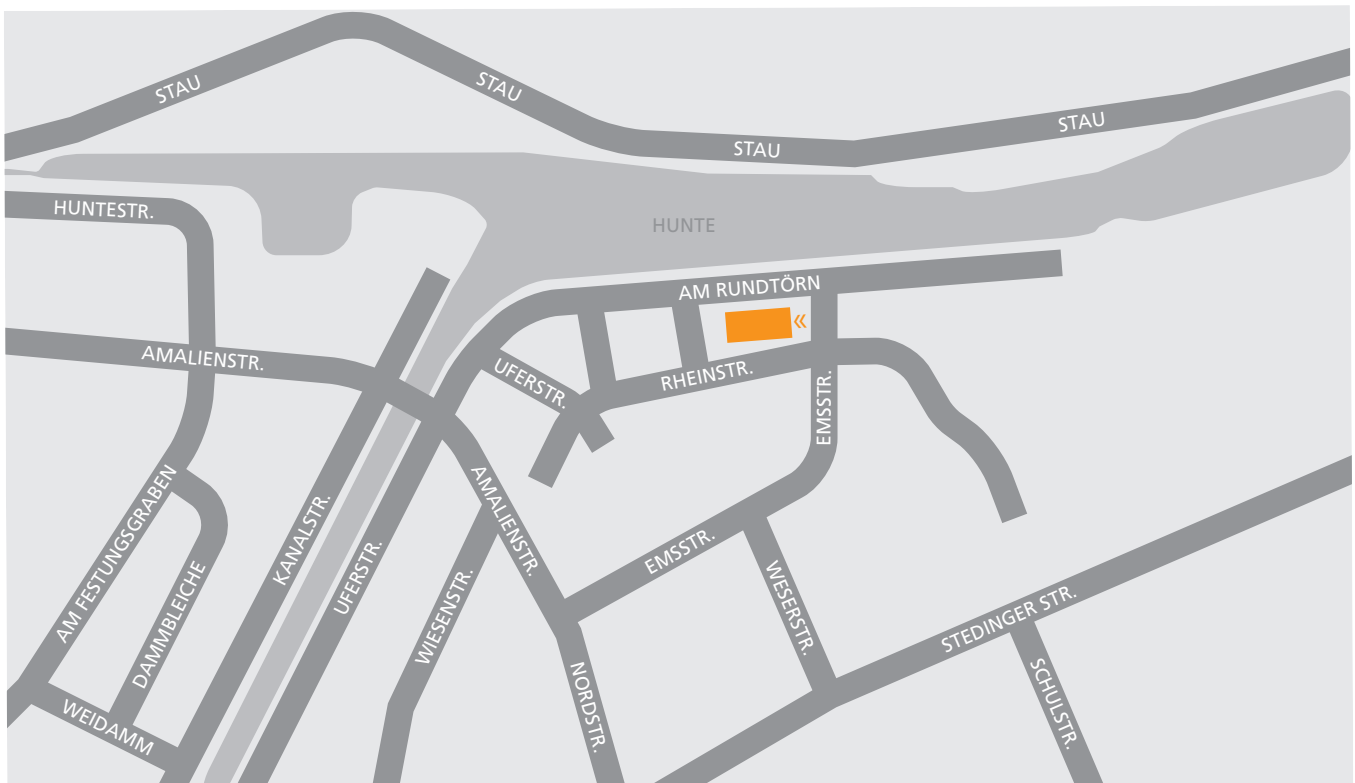 STAU
STAU
STAU
STAU
HUNTESTR.
HUNTE
AM RUNDTÖRN
«
AMALIENSTR.
UFERSTR.
RHEINSTR.
EMSSTR.
AM FESTUNGSGRABEN
DAMMBLEICHE
KANALSTR.
UFERSTR.
AMALIENSTR.
WIESENSTR.
EMSSTR.
WESERSTR.
STEDINGER STR.
WEIDAMM
NORDSTR.
SCHULSTR.